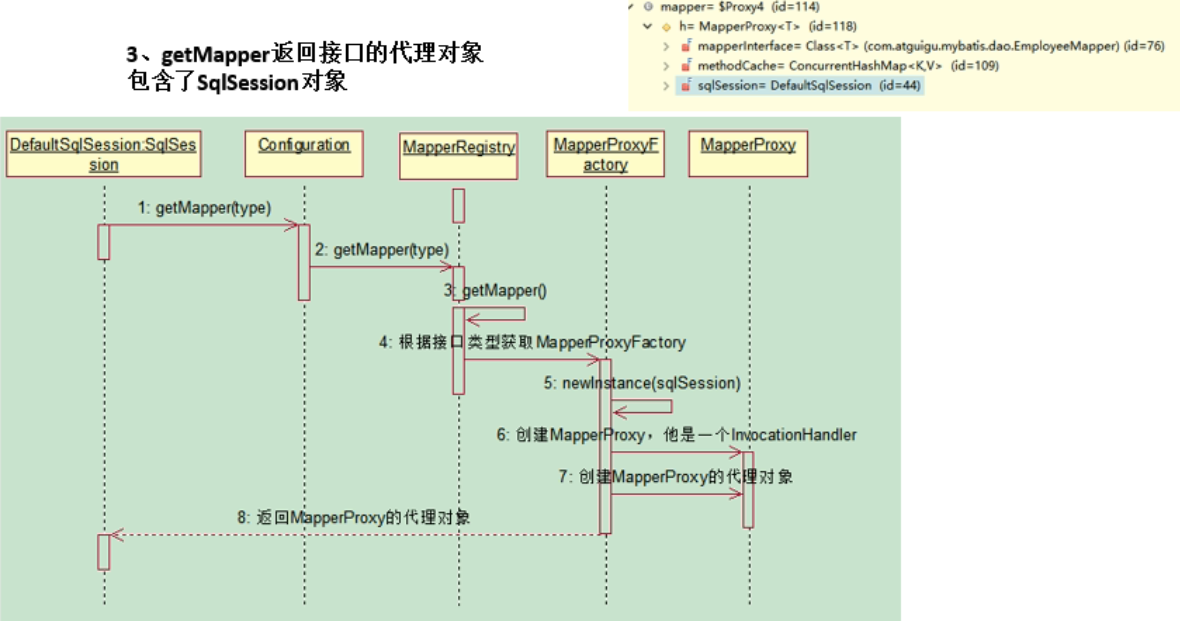 3、getMapper返回接口的代理对象
包含了SqlSession对象
mapper= $Proxy4 (id=114)
h= MapperProxy<T> (id=118)
mapperInterface= Class<T> (com.atguigu.mybatis.dao.EmployeeMapper) (id=76)
methodCache= ConcurrentHashMap<K,V> (id=109)
sqlSession= DefaultSqlSession (id=44)
DefaultSqlSession:SqlSes
sion
Configuration
MapperRegistry
MapperProxyF
actory
MapperProxy
1: getMapper(type)
2: getMapper(type)
3: getMapper()
4: 根据接口类型获取MapperProxyFactory
5: newInstance(sqlSession)
6: 创建MapperProxy，他是一个InvocationHandler
7: 创建MapperProxy的代理对象
8: 返回MapperProxy的代理对象